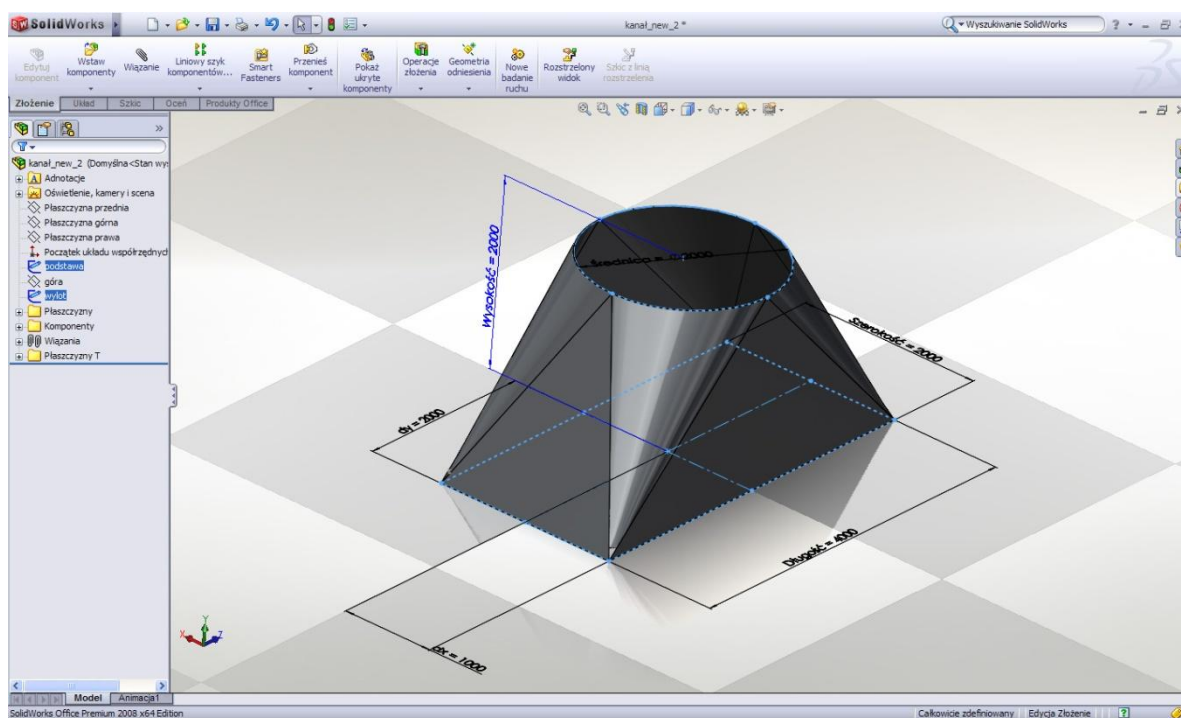 SolidWorks
kanał_new_2 *
Wyszukiwanie SolidWorks
Edytuj komponent
Wstaw komponenty
Wiązanie
Liniowy szyk komponentów...
Smart Fasteners
Przenieś komponent
Pokaż ukryte komponenty
Operacje złożenia
Geometria odniesienia
Nowe badanie ruchu
Rozstrzelony widok
Szkic z linią rozstrzelenia
Złożenie
Układ
Szkic
Oceń
Produkty Office
kanał_new_2 (Domyślna<Stan wyś
Adnotacje
Oświetlenie, kamery i scena
Płaszczyzna przednia
Płaszczyzna górna
Płaszczyzna prawa
Początek układu współrzędnych
podstawa
góra
wylot
Płaszczyzny
Komponenty
Wiązania
Płaszczyzny T
Wysokość = 2000
Średnica = Ф 2000
Szerokość = 2000
dy = 2000
Długość = 4000
dx = 1000
Y
X
Z
Model
Animacja1
SolidWorks Office Premium 2008 x64 Edition
Całkowicie zdefiniowany
Edycja Złożenie